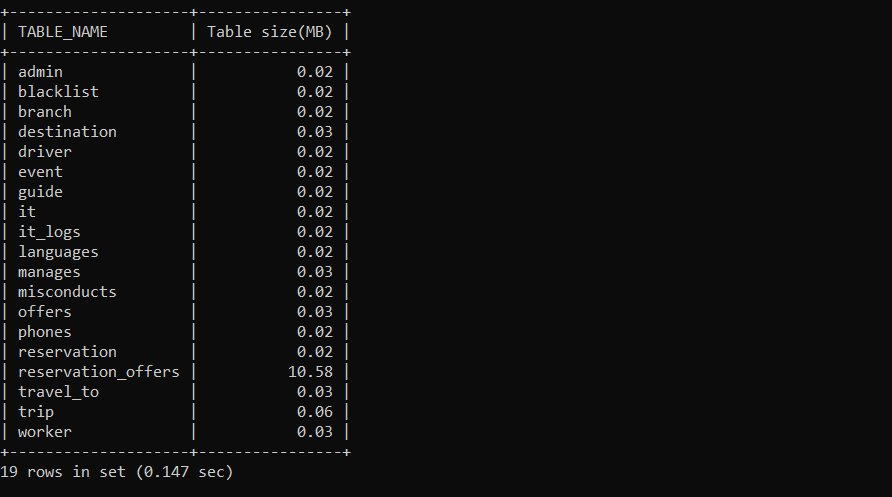 +--------------------+----------------+
| TABLE_NAME         | Table size(MB) |
+--------------------+----------------+
| admin              |           0.02 |
| blacklist          |           0.02 |
| branch             |           0.02 |
| destination        |           0.03 |
| driver             |           0.02 |
| event              |           0.02 |
| guide              |           0.02 |
| it                 |           0.02 |
| it_logs            |           0.02 |
| languages          |           0.02 |
| manages            |           0.03 |
| misconducts        |           0.02 |
| offers             |           0.03 |
| phones             |           0.02 |
| reservation        |           0.02 |
| reservation_offers |          10.58 |
| travel_to          |           0.03 |
| trip               |           0.06 |
| worker             |           0.03 |
+--------------------+----------------+
19 rows in set (0.147 sec)